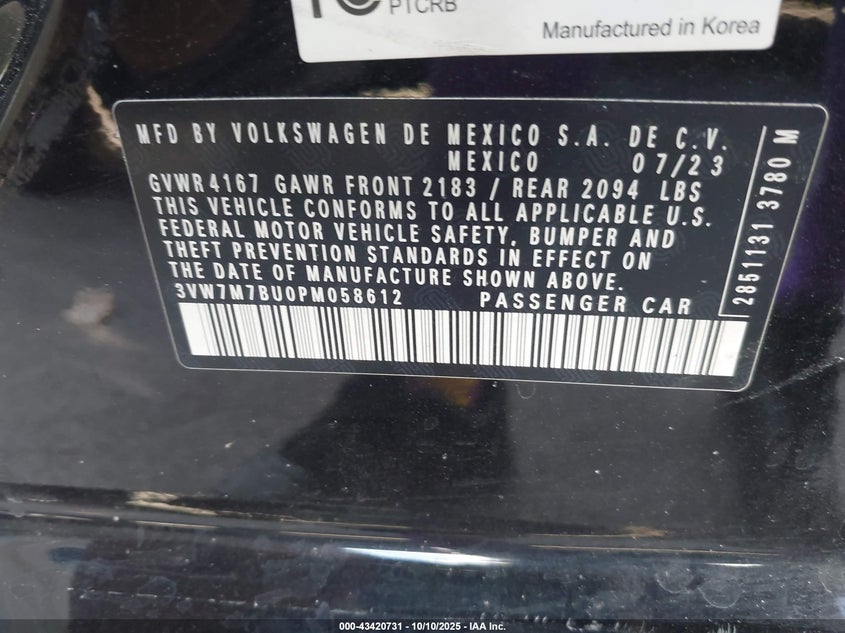 PTCRB
Manufactured in Korea
MFD BY VOLKSWAGEN DE MEXICO S.A. DE C.V.
MEXICO 07/23
GVWR 4167 GAWR FRONT 2183 / REAR 2094 LBS
THIS VEHICLE CONFORMS TO ALL APPLICABLE U.S.
FEDERAL MOTOR VEHICLE SAFETY, BUMPER AND
THEFT PREVENTION STANDARDS IN EFFECT ON
THE DATE OF MANUFACTURE SHOWN ABOVE.
3VW7M7BU0PM058612 PASSENGER CAR
2851131 3780 M
000-43420731 - 10/10/2025 - IAA Inc.